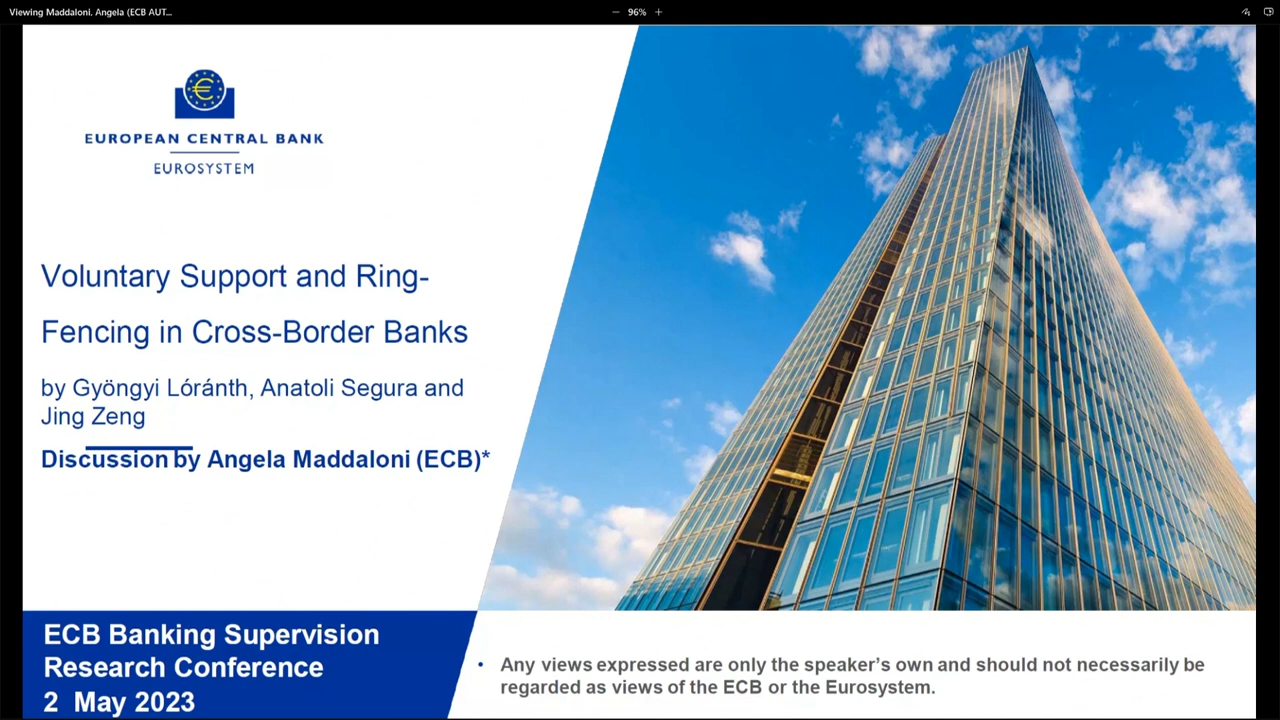 Viewing Maddaloni, Angela (ECB AUT...
— 96% +
EUROPEAN CENTRAL BANK
EUROSYSTEM
Voluntary Support and Ring-
Fencing in Cross-Border Banks
by Gyöngyi Lóránth, Anatoli Segura and
Jing Zeng
Discussion by Angela Maddaloni (ECB)*
ECB Banking Supervision
Research Conference
2 May 2023
• Any views expressed are only the speaker's own and should not necessarily be
regarded as views of the ECB or the Eurosystem.